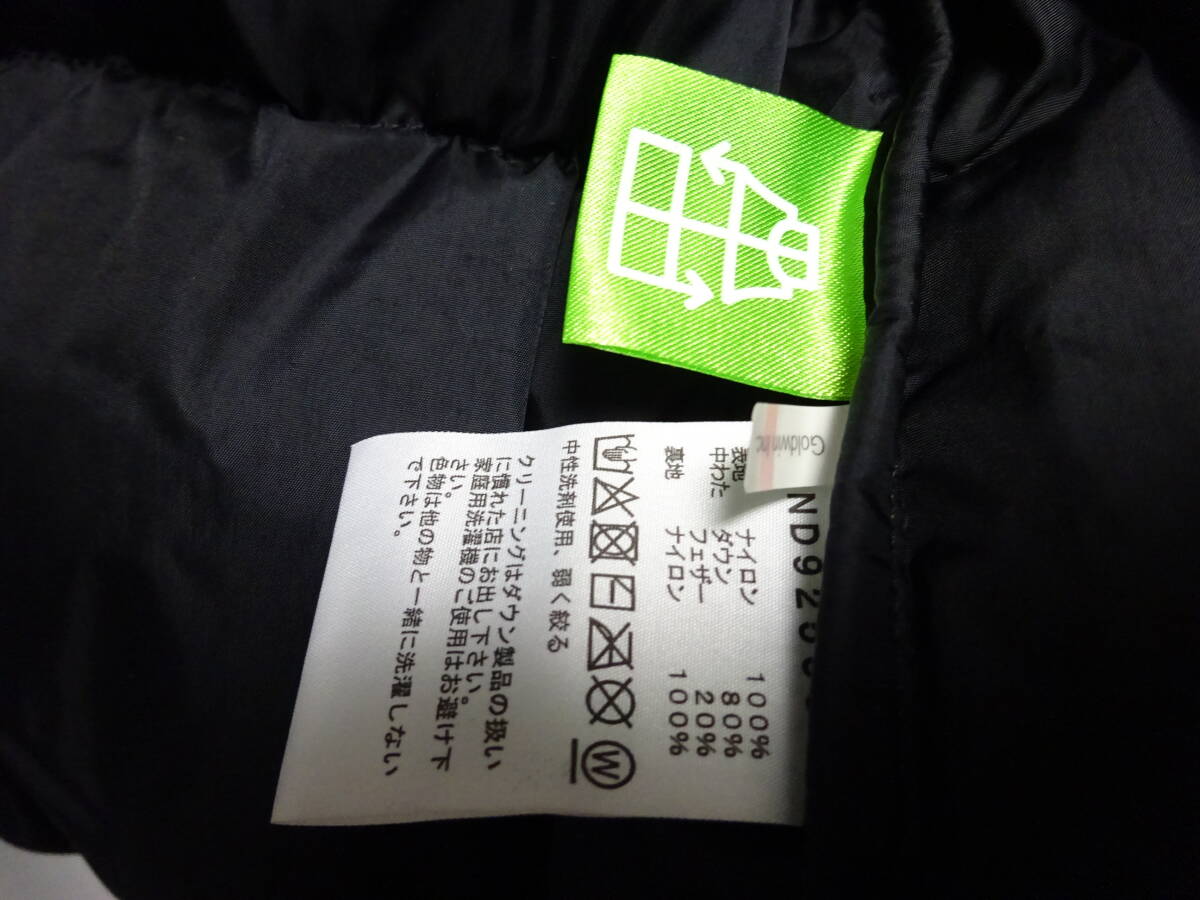 Goldwin Inc
表地 ナイロン 100%
中わた ダウン 80%
フェザー 20%
裏地 ナイロン 100%
中性洗剤使用、弱く絞る
クリーニングはダウン製品の扱い
に慣れた店にお出し下さい。
家庭用洗濯機のご使用はお避け下
さい。
色物は他の物と一緒に洗濯しない
で下さい。
W